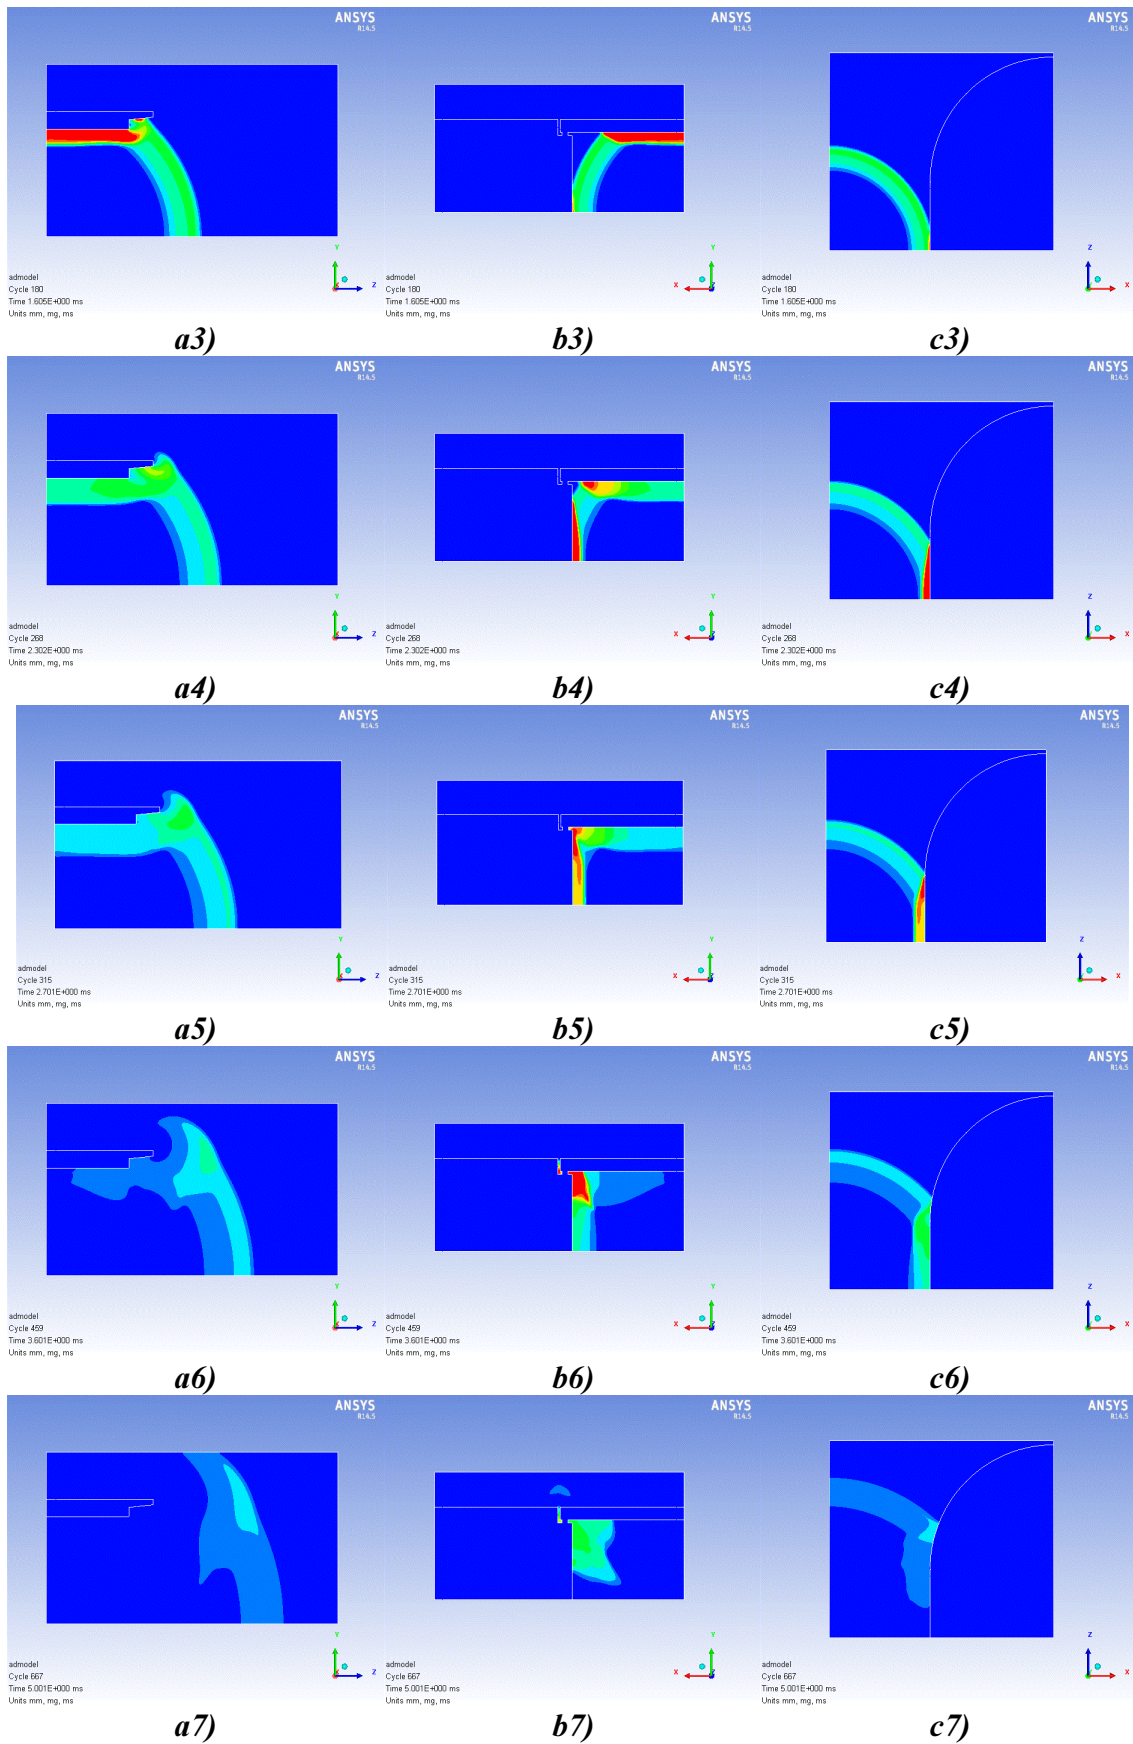 ANSYS
R14.5
Y
Z
admodel
Cycle 180
Time 1.605E+000 ms
Units mm, mg, ms
ANSYS
R14.5
Y
X
admodel
Cycle 180
Time 1.605E+000 ms
Units mm, mg, ms
ANSYS
R14.5
Z
X
admodel
Cycle 180
Time 1.605E+000 ms
Units mm, mg, ms
a3)
b3)
c3)
ANSYS
R14.5
Y
Z
admodel
Cycle 268
Time 2.302E+000 ms
Units mm, mg, ms
ANSYS
R14.5
Y
X
admodel
Cycle 268
Time 2.302E+000 ms
Units mm, mg, ms
ANSYS
R14.5
Z
X
admodel
Cycle 268
Time 2.302E+000 ms
Units mm, mg, ms
a4)
b4)
c4)
ANSYS
R14.5
Y
Z
admodel
Cycle 315
Time 2.701E+000 ms
Units mm, mg, ms
ANSYS
R14.5
Y
X
admodel
Cycle 315
Time 2.701E+000 ms
Units mm, mg, ms
ANSYS
R14.5
Z
X
admodel
Cycle 315
Time 2.701E+000 ms
Units mm, mg, ms
a5)
b5)
c5)
ANSYS
R14.5
Y
Z
admodel
Cycle 459
Time 3.601E+000 ms
Units mm, mg, ms
ANSYS
R14.5
Y
X
admodel
Cycle 459
Time 3.601E+000 ms
Units mm, mg, ms
ANSYS
R14.5
Z
X
admodel
Cycle 459
Time 3.601E+000 ms
Units mm, mg, ms
a6)
b6)
c6)
ANSYS
R14.5
Y
Z
admodel
Cycle 667
Time 5.001E+000 ms
Units mm, mg, ms
ANSYS
R14.5
Y
X
admodel
Cycle 667
Time 5.001E+000 ms
Units mm, mg, ms
ANSYS
R14.5
Z
X
admodel
Cycle 667
Time 5.001E+000 ms
Units mm, mg, ms
a7)
b7)
c7)